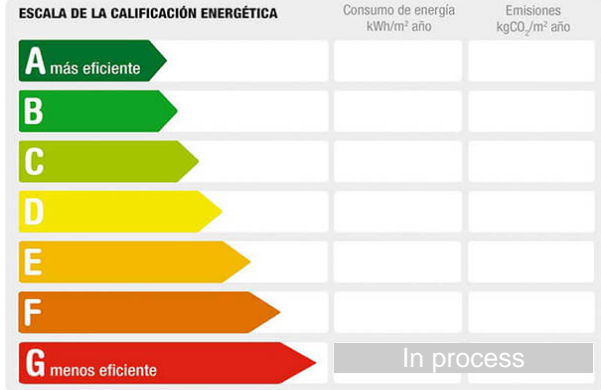 ESCALA DE LA CALIFICACIÓN ENERGÉTICA
Consumo de energía
kWh/m² año
Emisiones
kgCO₂/m² año
A más eficiente
B
C
D
E
F
G menos eficiente
In process